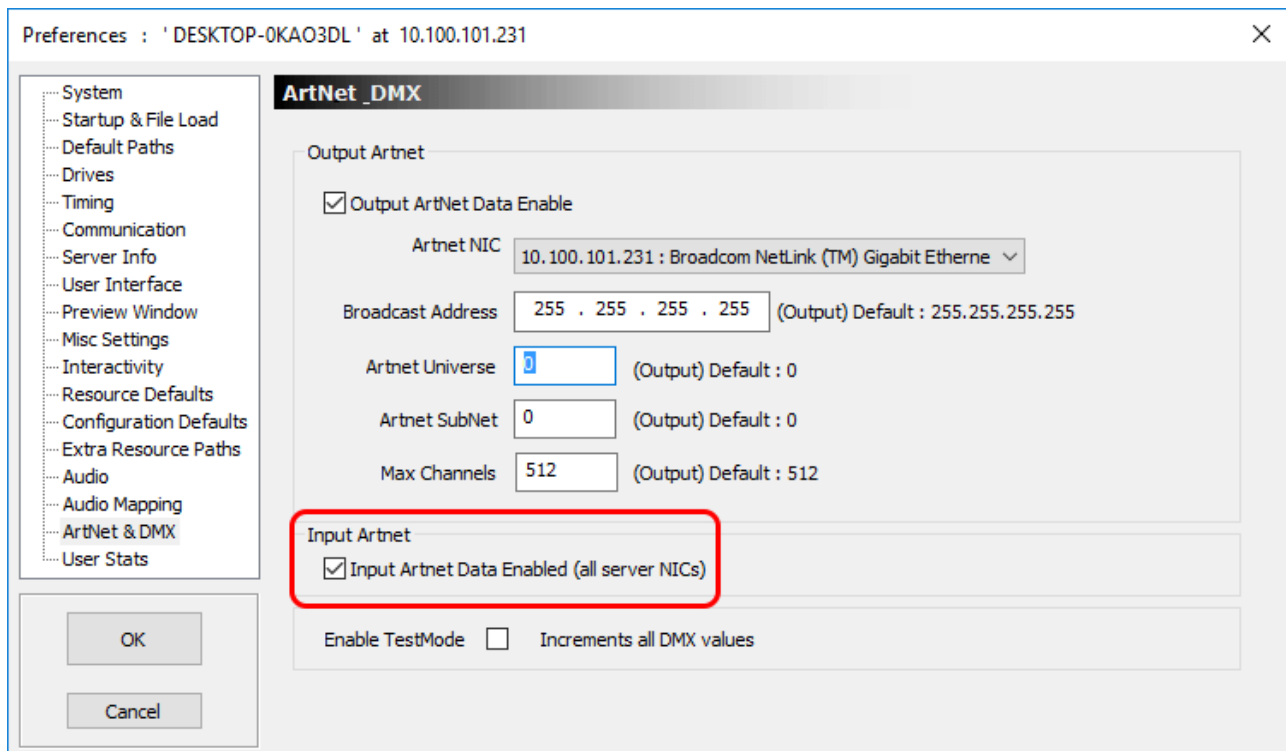 Preferences : ' DESKTOP-0KAO3DL ' at 10.100.101.231
System
Startup & File Load
Default Paths
Drives
Timing
Communication
Server Info
User Interface
Preview Window
Misc Settings
Interactivity
Resource Defaults
Configuration Defaults
Extra Resource Paths
Audio
Audio Mapping
ArtNet & DMX
User Stats
OK
Cancel
ArtNet _DMX
Output Artnet
Output ArtNet Data Enable
Artnet NIC 10.100.101.231 : Broadcom NetLink (TM) Gigabit Etherne
Broadcast Address 255 . 255 . 255 . 255 (Output) Default : 255.255.255.255
Artnet Universe 0 (Output) Default : 0
Artnet SubNet 0 (Output) Default : 0
Max Channels 512 (Output) Default : 512
Input Artnet
Input Artnet Data Enabled (all server NICs)
Enable TestMode Increments all DMX values